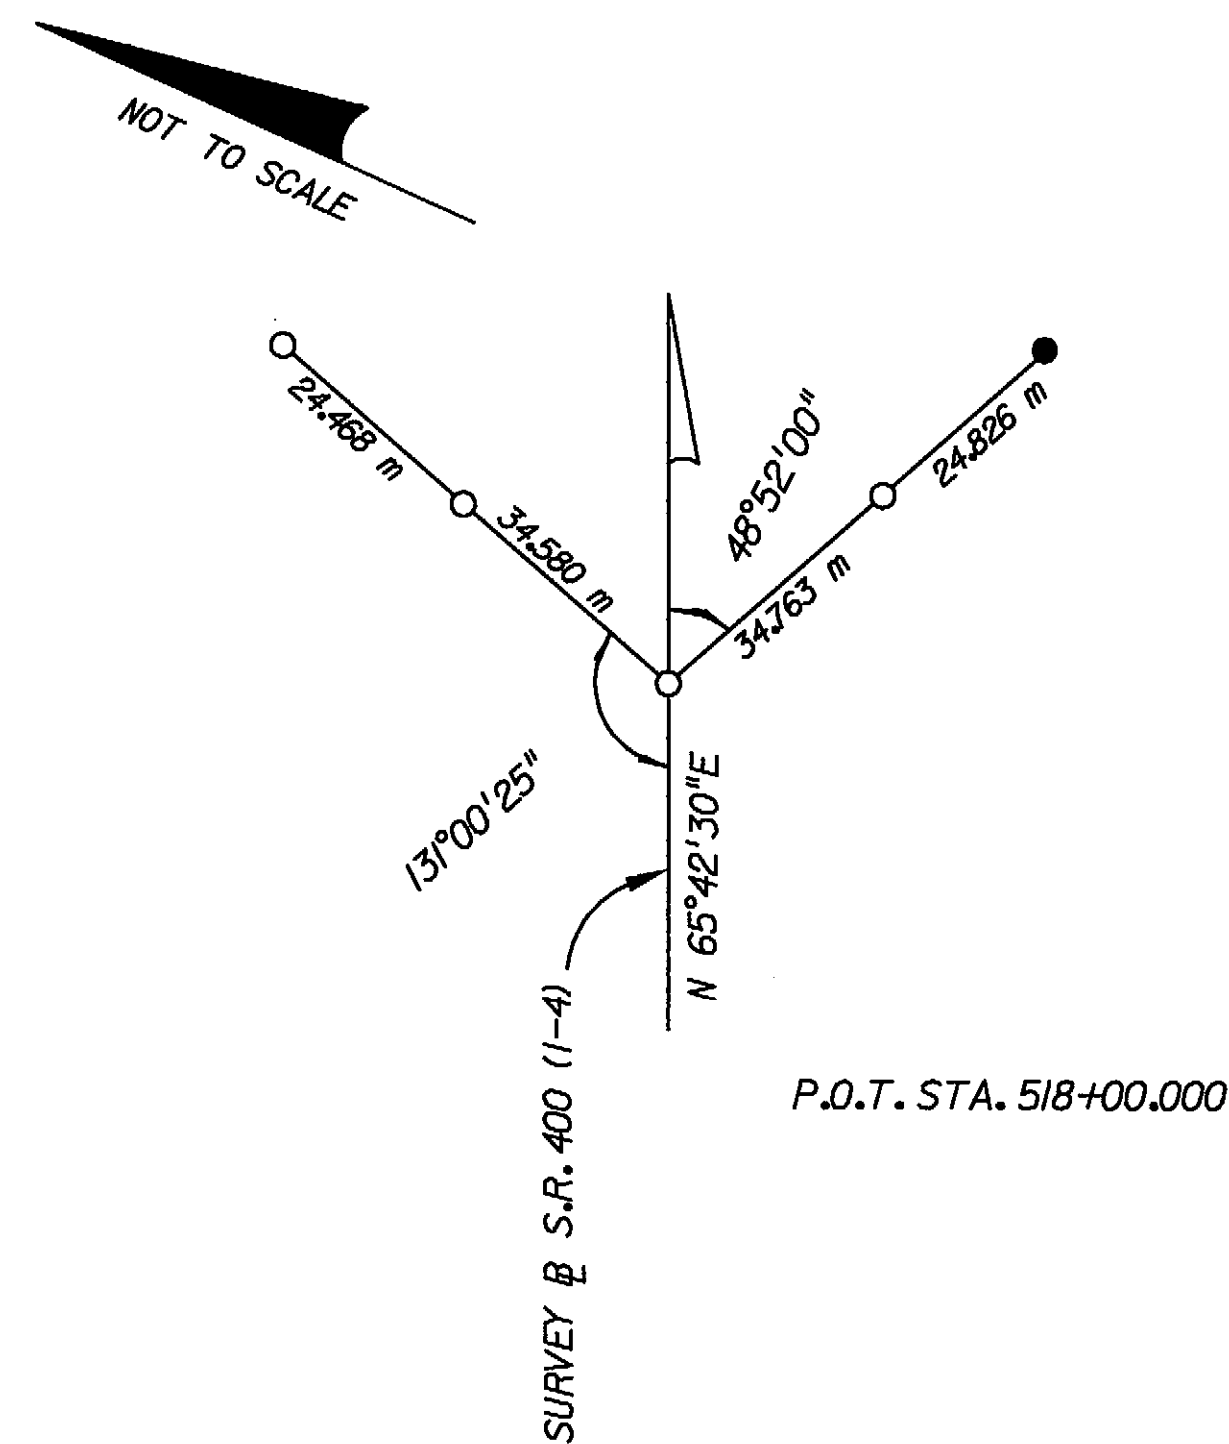 NOT TO SCALE
24.468 m
34.580 m
48°52'00"
24.826 m
34.763 m
131°00'25"
N 65°42'30"E
SURVEY ℄ S.R. 400 (I-4)
P.O.T. STA. 518+00.000